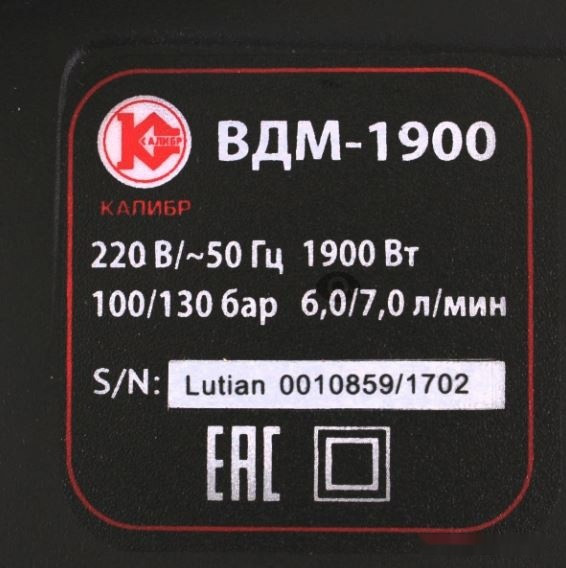 КАЛИБР
ВДМ-1900
КАЛИБР
220 В/~50 Гц 1900 Вт
100/130 бар 6,0/7,0 л/мин
S/N: Lutian 0010859/1702
EAC